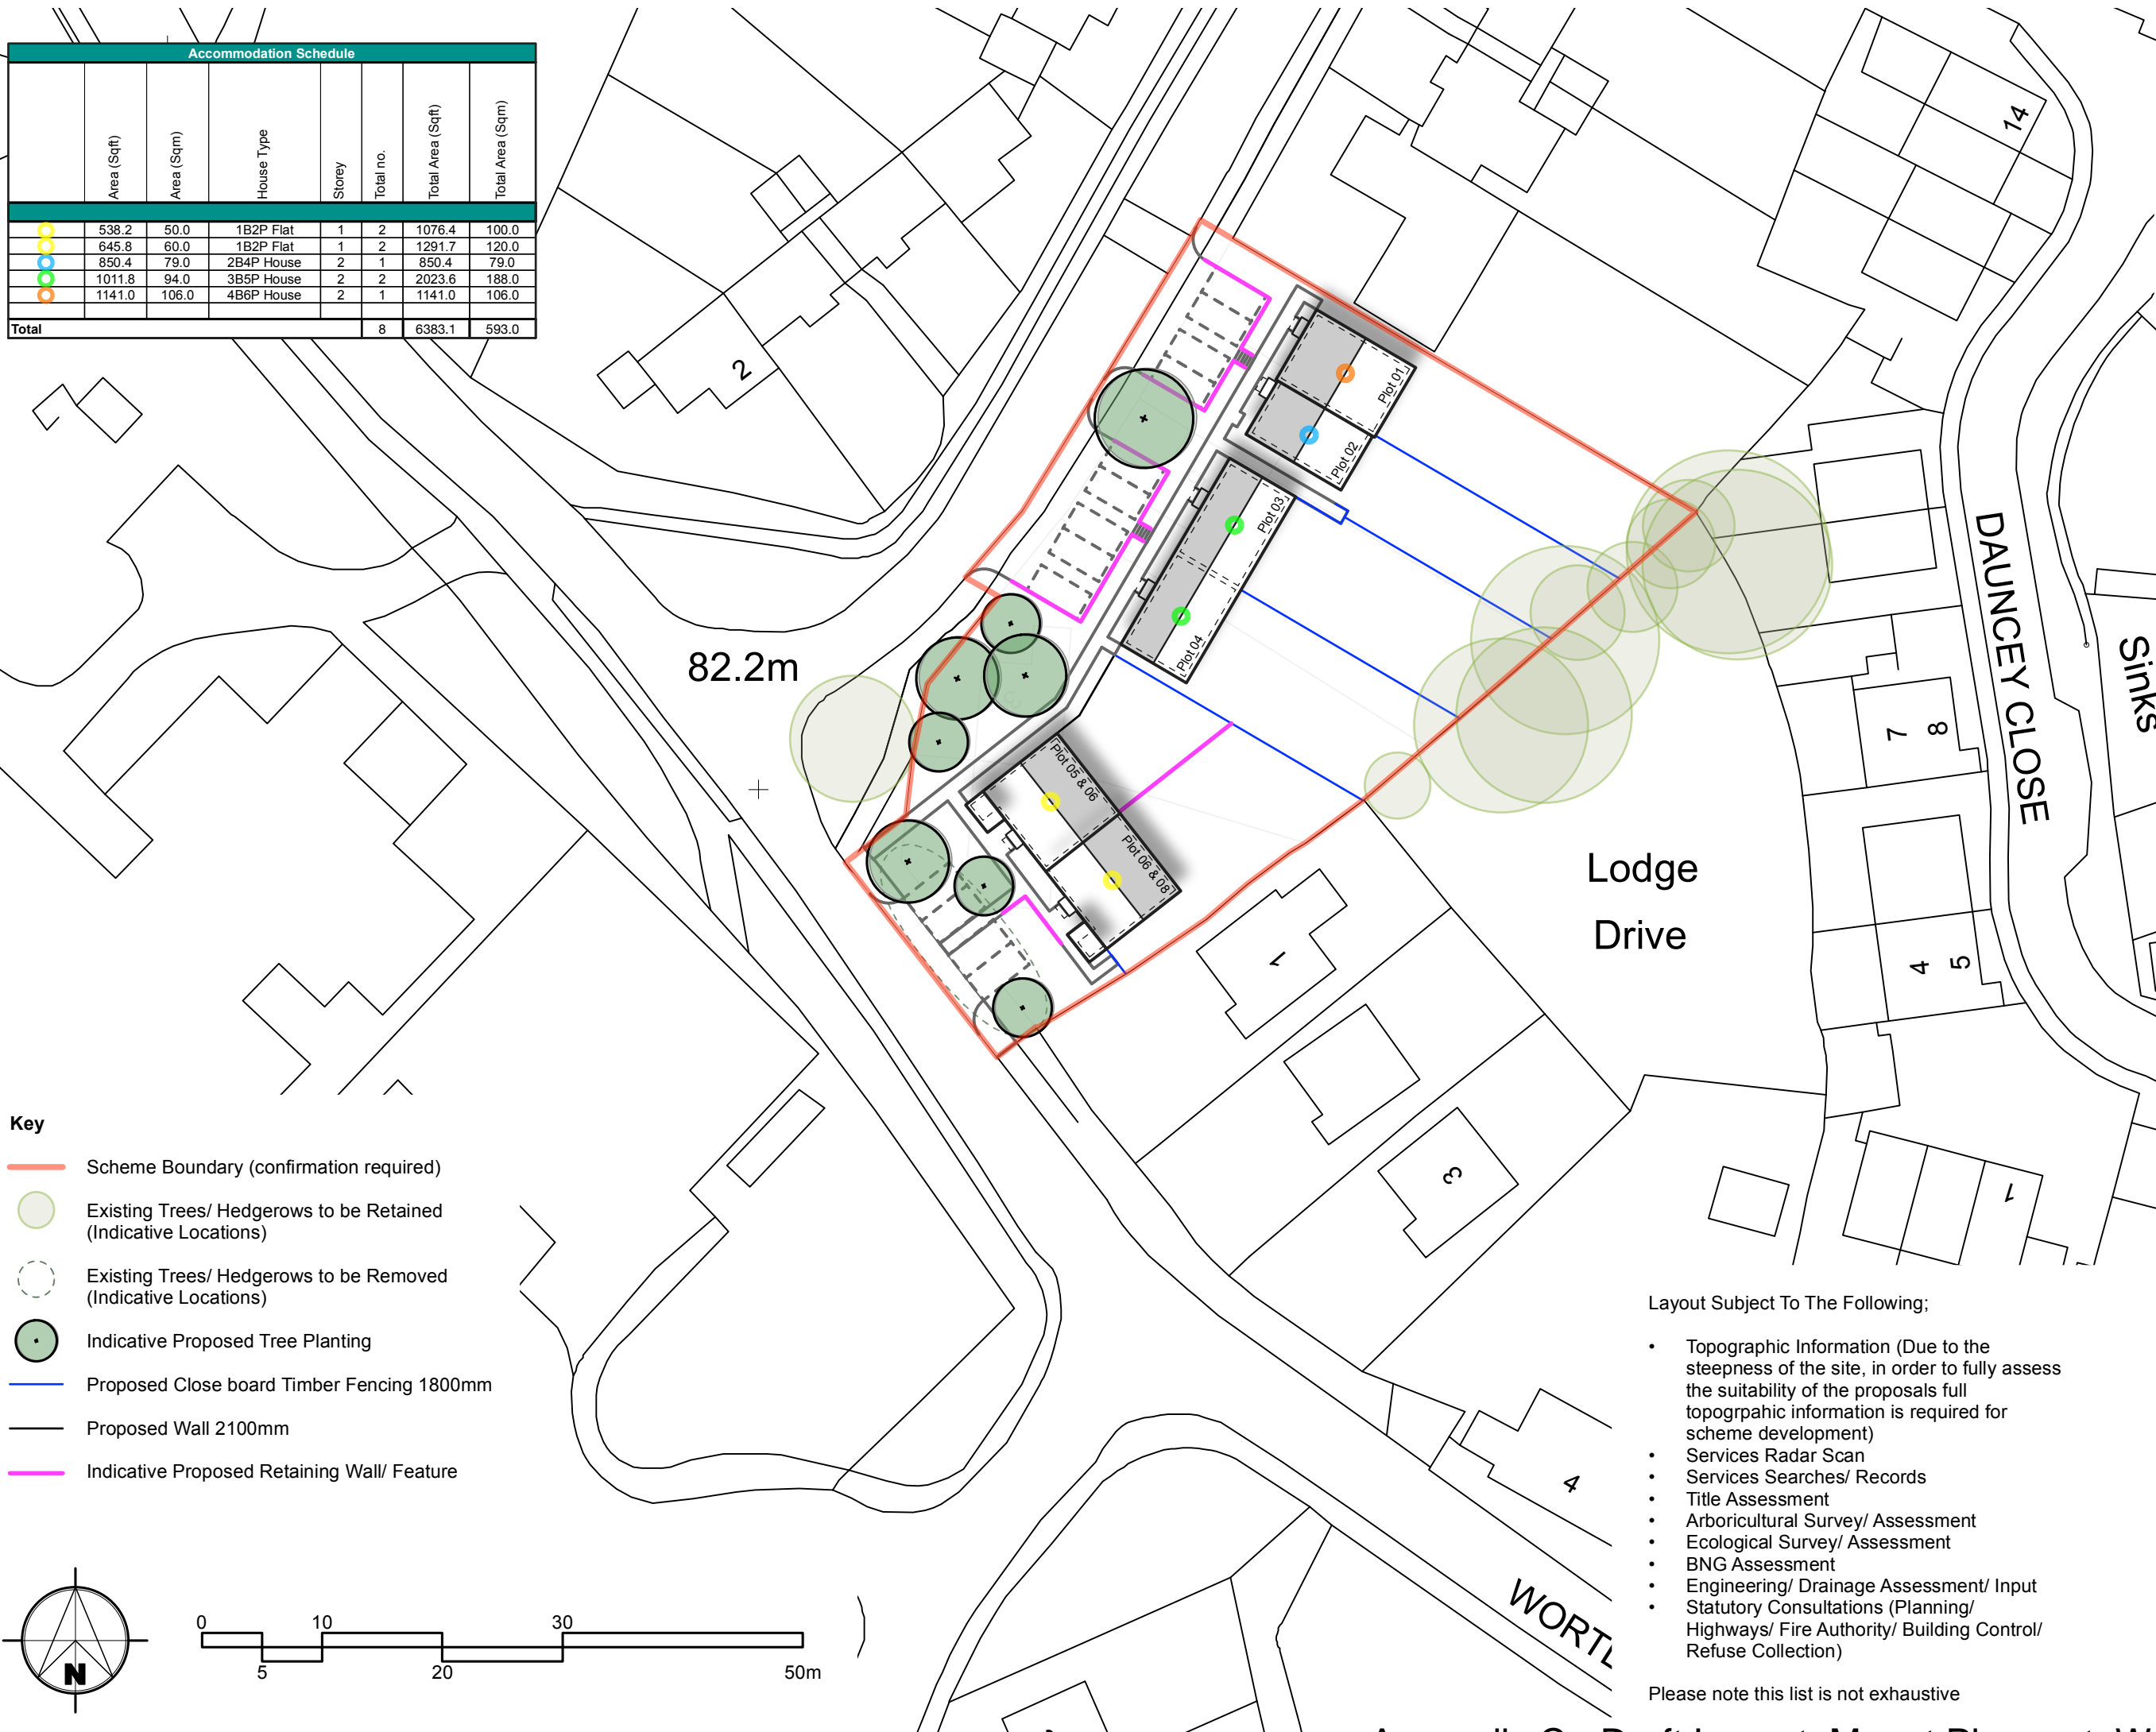 Accommodation Schedule
Area (Sqft) Area (Sqm) House Type Storey Total no. Total Area (Sqft) Total Area (Sqm)
538.2 50.0 1B2P Flat 1 2 1076.4 100.0
645.8 60.0 1B2P Flat 1 2 1291.7 120.0
850.4 79.0 2B4P House 2 1 850.4 79.0
1011.8 94.0 3B5P House 2 2 2023.6 188.0
1141.0 106.0 4B6P House 2 1 1141.0 106.0
Total 8 6383.1 593.0
14
2
Plot 01
Plot 02
Plot 03
Plot 04
82.2m
Plot 05 & 06
Plot 06 & 08
DAUNCEY CLOSE
Sinks
7
8
Lodge
Drive
1
4
5
3
1
4
WORTL
Key
Scheme Boundary (confirmation required)
Existing Trees/ Hedgerows to be Retained
(Indicative Locations)
Existing Trees/ Hedgerows to be Removed
(Indicative Locations)
Indicative Proposed Tree Planting
Proposed Close board Timber Fencing 1800mm
Proposed Wall 2100mm
Indicative Proposed Retaining Wall/ Feature
N
0 10 30
5 20 50m
Layout Subject To The Following;
• Topographic Information (Due to the
steepness of the site, in order to fully assess
the suitability of the proposals full
topogrpahic information is required for
scheme development)
• Services Radar Scan
• Services Searches/ Records
• Title Assessment
• Arboricultural Survey/ Assessment
• Ecological Survey/ Assessment
• BNG Assessment
• Engineering/ Drainage Assessment/ Input
• Statutory Consultations (Planning/
Highways/ Fire Authority/ Building Control/
Refuse Collection)
Please note this list is not exhaustive